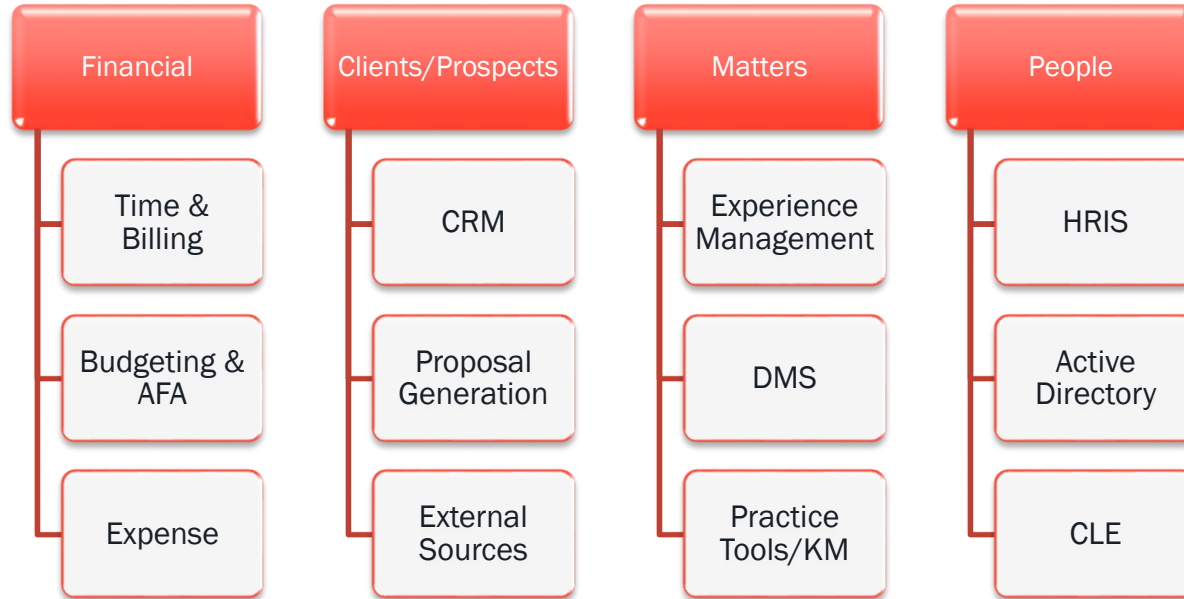 Financial
Clients/Prospects
Matters
People
Time &
Billing
CRM
Experience
Management
HRIS
Budgeting &
AFA
Proposal
Generation
DMS
Active
Directory
Expense
External
Sources
Practice
Tools/KM
CLE